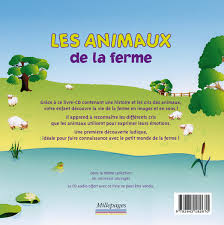 LES ANIMAUX
de la ferme
Grâce à ce livre-CD contenant une histoire et les cris des animaux,
votre enfant découvre la vie de la ferme en images et en sons !
Il apprend à reconnaître les différents cris
que les animaux utilisent pour exprimer leurs émotions.
Une première découverte ludique,
idéale pour faire connaissance avec le petit monde de la ferme !
Dans la même collection :
Les animaux sauvages
Le CD audio offert avec ce livre ne peut être vendu.
Millepages